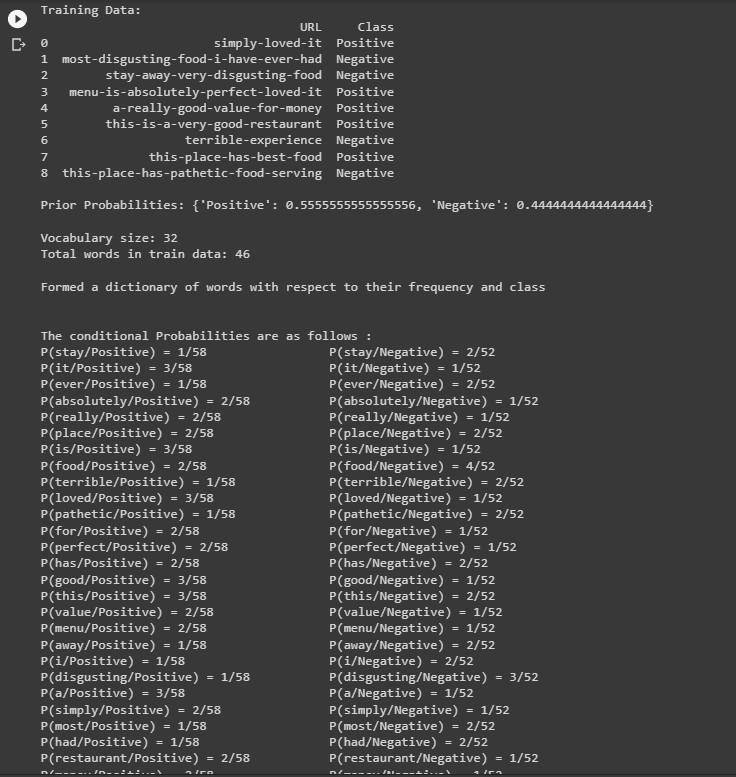 Training Data:
URL Class
0 simply-loved-it Positive
1 most-disgusting-food-i-have-ever-had Negative
2 stay-away-very-disgusting-food Negative
3 menu-is-absolutely-perfect-loved-it Positive
4 a-really-good-value-for-money Positive
5 this-is-a-very-good-restaurant Positive
6 terrible-experience Negative
7 this-place-has-best-food Positive
8 this-place-has-pathetic-food-serving Negative
Prior Probabilities: {'Positive': 0.5555555555555556, 'Negative': 0.4444444444444444}
Vocabulary size: 32
Total words in train data: 46
Formed a dictionary of words with respect to their frequency and class
The conditional Probabilities are as follows :
P(stay/Positive) = 1/58 P(stay/Negative) = 2/52
P(it/Positive) = 3/58 P(it/Negative) = 1/52
P(ever/Positive) = 1/58 P(ever/Negative) = 2/52
P(absolutely/Positive) = 2/58 P(absolutely/Negative) = 1/52
P(really/Positive) = 2/58 P(really/Negative) = 1/52
P(place/Positive) = 2/58 P(place/Negative) = 2/52
P(is/Positive) = 3/58 P(is/Negative) = 1/52
P(food/Positive) = 2/58 P(food/Negative) = 4/52
P(terrible/Positive) = 1/58 P(terrible/Negative) = 2/52
P(loved/Positive) = 3/58 P(loved/Negative) = 1/52
P(pathetic/Positive) = 1/58 P(pathetic/Negative) = 2/52
P(for/Positive) = 2/58 P(for/Negative) = 1/52
P(perfect/Positive) = 2/58 P(perfect/Negative) = 1/52
P(has/Positive) = 2/58 P(has/Negative) = 2/52
P(good/Positive) = 3/58 P(good/Negative) = 1/52
P(this/Positive) = 3/58 P(this/Negative) = 2/52
P(value/Positive) = 2/58 P(value/Negative) = 1/52
P(menu/Positive) = 2/58 P(menu/Negative) = 1/52
P(away/Positive) = 1/58 P(away/Negative) = 2/52
P(i/Positive) = 1/58 P(i/Negative) = 2/52
P(disgusting/Positive) = 1/58 P(disgusting/Negative) = 3/52
P(a/Positive) = 3/58 P(a/Negative) = 1/52
P(simply/Positive) = 2/58 P(simply/Negative) = 1/52
P(most/Positive) = 1/58 P(most/Negative) = 2/52
P(had/Positive) = 1/58 P(had/Negative) = 2/52
P(restaurant/Positive) = 2/58 P(restaurant/Negative) = 1/52